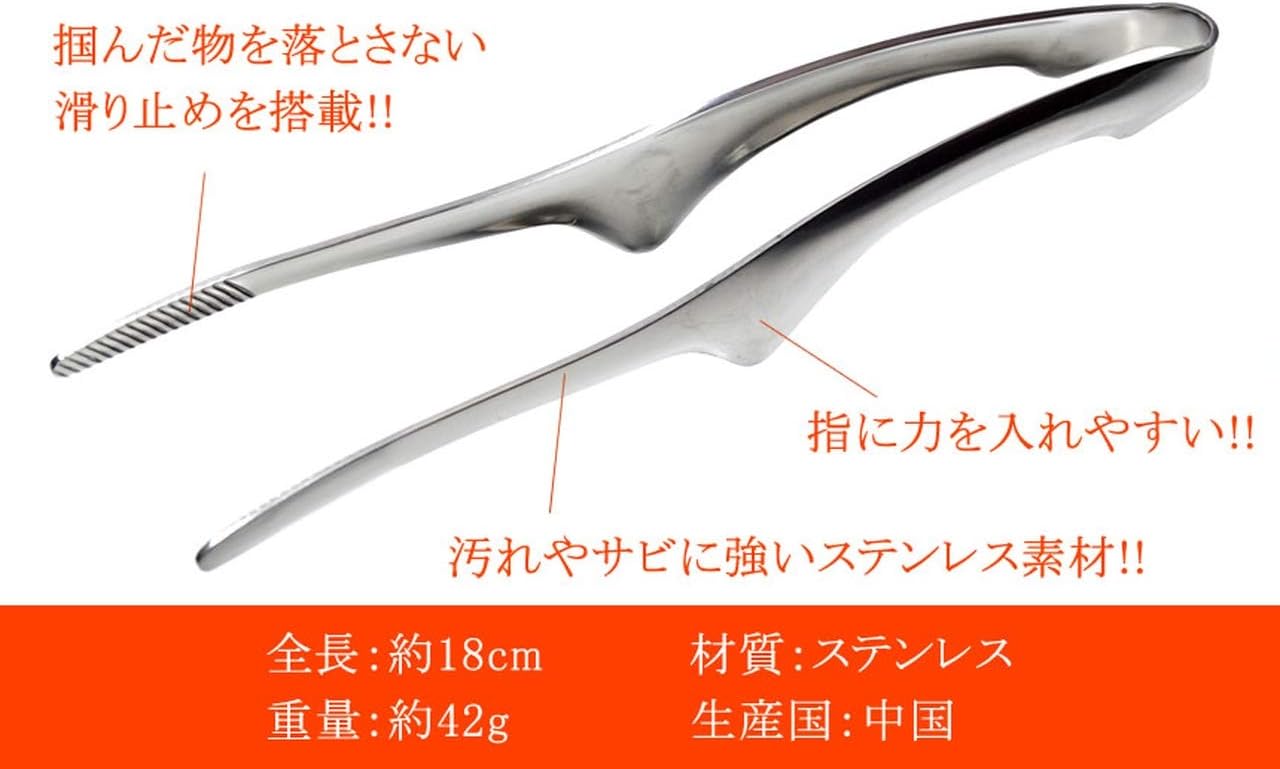 掴んだ物を落とさない
滑り止めを搭載!!
指に力を入れやすい!!
汚れやサビに強いステンレス素材!!
全長：約18cm
材質：ステンレス
重量：約42g
生産国：中国